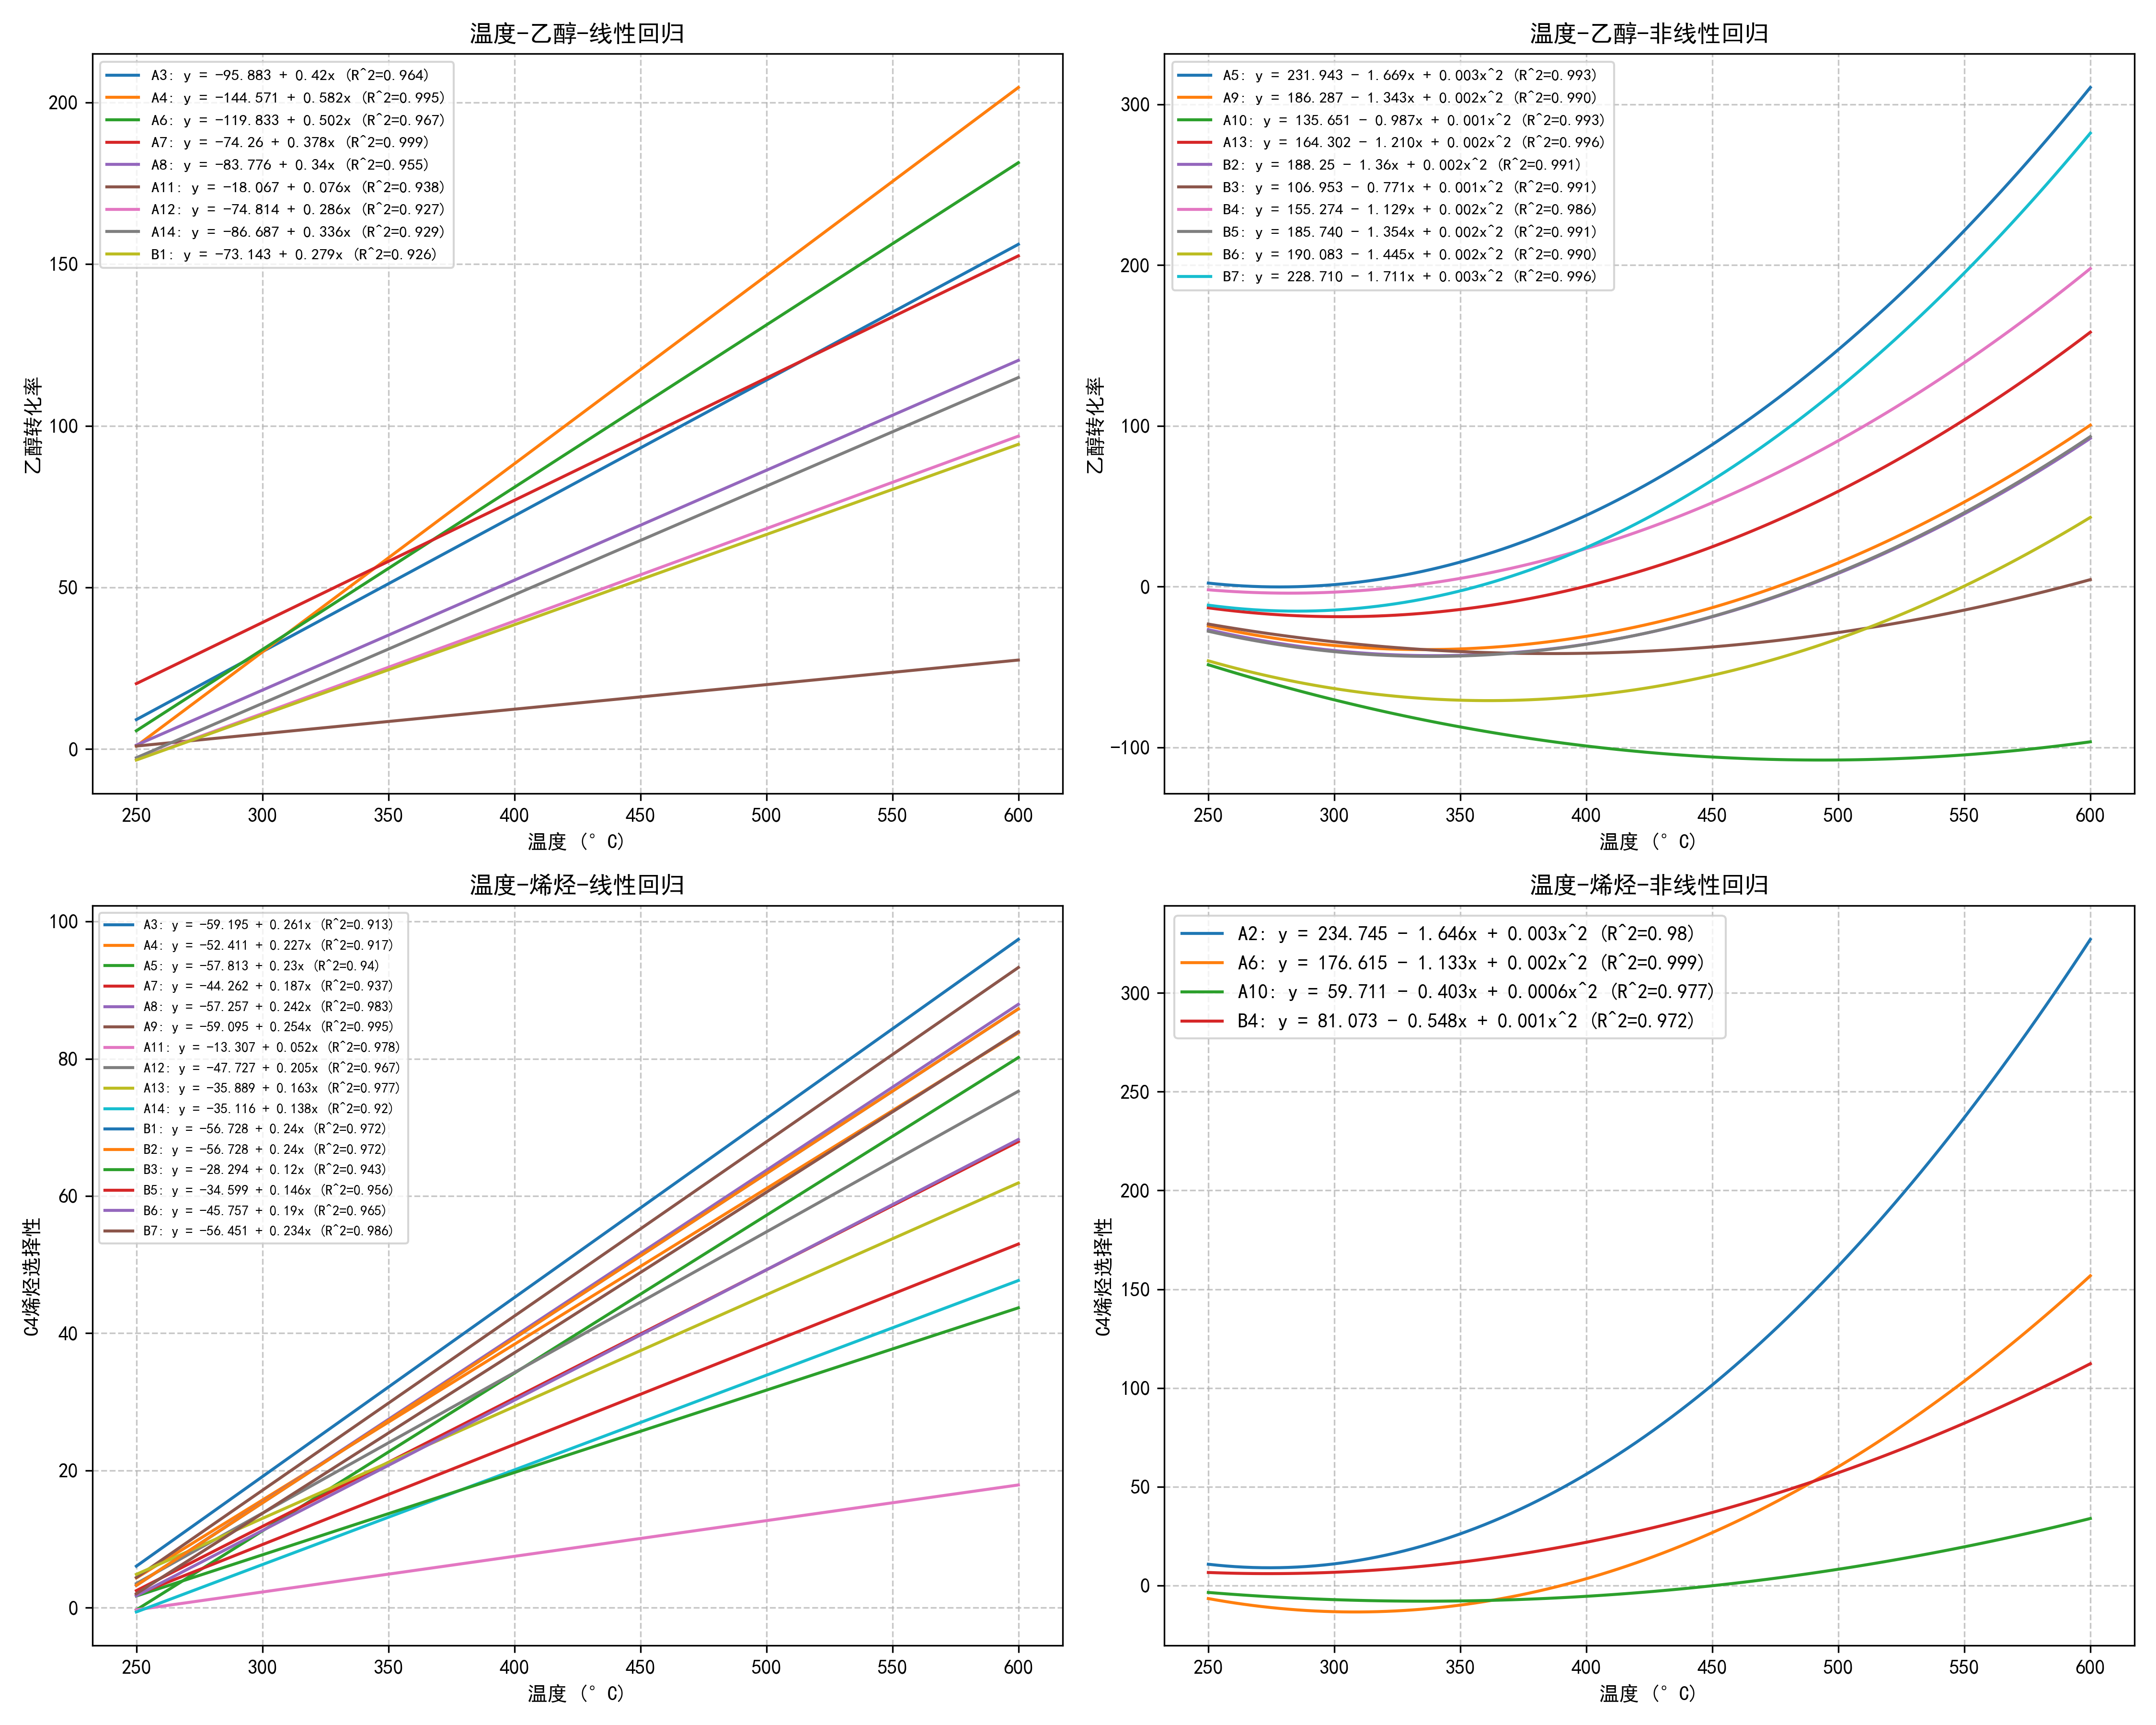 温度-乙醇-线性回归
A3: y = -95.883 + 0.42x (R^2=0.964)
A4: y = -144.571 + 0.582x (R^2=0.995)
A6: y = -119.833 + 0.502x (R^2=0.967)
A7: y = -74.26 + 0.378x (R^2=0.999)
A8: y = -83.776 + 0.34x (R^2=0.955)
A11: y = -18.067 + 0.076x (R^2=0.938)
A12: y = -74.814 + 0.286x (R^2=0.927)
A14: y = -86.687 + 0.336x (R^2=0.929)
B1: y = -73.143 + 0.279x (R^2=0.926)
200
150
100
50
0
乙醇转化率
250 300 350 400 450 500 550 600
温度 (°C)
温度-乙醇-非线性回归
A5: y = 231.943 - 1.669x + 0.003x^2 (R^2=0.993)
A9: y = 186.287 - 1.343x + 0.002x^2 (R^2=0.990)
A10: y = 135.651 - 0.987x + 0.001x^2 (R^2=0.993)
A13: y = 164.302 - 1.210x + 0.002x^2 (R^2=0.996)
B2: y = 188.25 - 1.36x + 0.002x^2 (R^2=0.991)
B3: y = 106.953 - 0.771x + 0.001x^2 (R^2=0.991)
B4: y = 155.274 - 1.129x + 0.002x^2 (R^2=0.986)
B5: y = 185.740 - 1.354x + 0.002x^2 (R^2=0.991)
B6: y = 190.083 - 1.445x + 0.002x^2 (R^2=0.990)
B7: y = 228.710 - 1.711x + 0.003x^2 (R^2=0.996)
300
200
100
0
-100
乙醇转化率
250 300 350 400 450 500 550 600
温度 (°C)
温度-烯烃-线性回归
A3: y = -59.195 + 0.261x (R^2=0.913)
A4: y = -52.411 + 0.227x (R^2=0.917)
A5: y = -57.813 + 0.23x (R^2=0.94)
A7: y = -44.262 + 0.187x (R^2=0.937)
A8: y = -57.257 + 0.242x (R^2=0.983)
A9: y = -59.095 + 0.254x (R^2=0.995)
A11: y = -13.307 + 0.052x (R^2=0.978)
A12: y = -47.727 + 0.205x (R^2=0.967)
A13: y = -35.889 + 0.163x (R^2=0.977)
A14: y = -35.116 + 0.138x (R^2=0.92)
B1: y = -56.728 + 0.24x (R^2=0.972)
B2: y = -56.728 + 0.24x (R^2=0.972)
B3: y = -28.294 + 0.12x (R^2=0.943)
B5: y = -34.599 + 0.146x (R^2=0.956)
B6: y = -45.757 + 0.19x (R^2=0.965)
B7: y = -56.451 + 0.234x (R^2=0.986)
100
80
60
40
20
0
C4烯烃选择性
250 300 350 400 450 500 550 600
温度 (°C)
温度-烯烃-非线性回归
A2: y = 234.745 - 1.646x + 0.003x^2 (R^2=0.98)
A6: y = 176.615 - 1.133x + 0.002x^2 (R^2=0.999)
A10: y = 59.711 - 0.403x + 0.0006x^2 (R^2=0.977)
B4: y = 81.073 - 0.548x + 0.001x^2 (R^2=0.972)
300
250
200
150
100
50
0
C4烯烃选择性
250 300 350 400 450 500 550 600
温度 (°C)